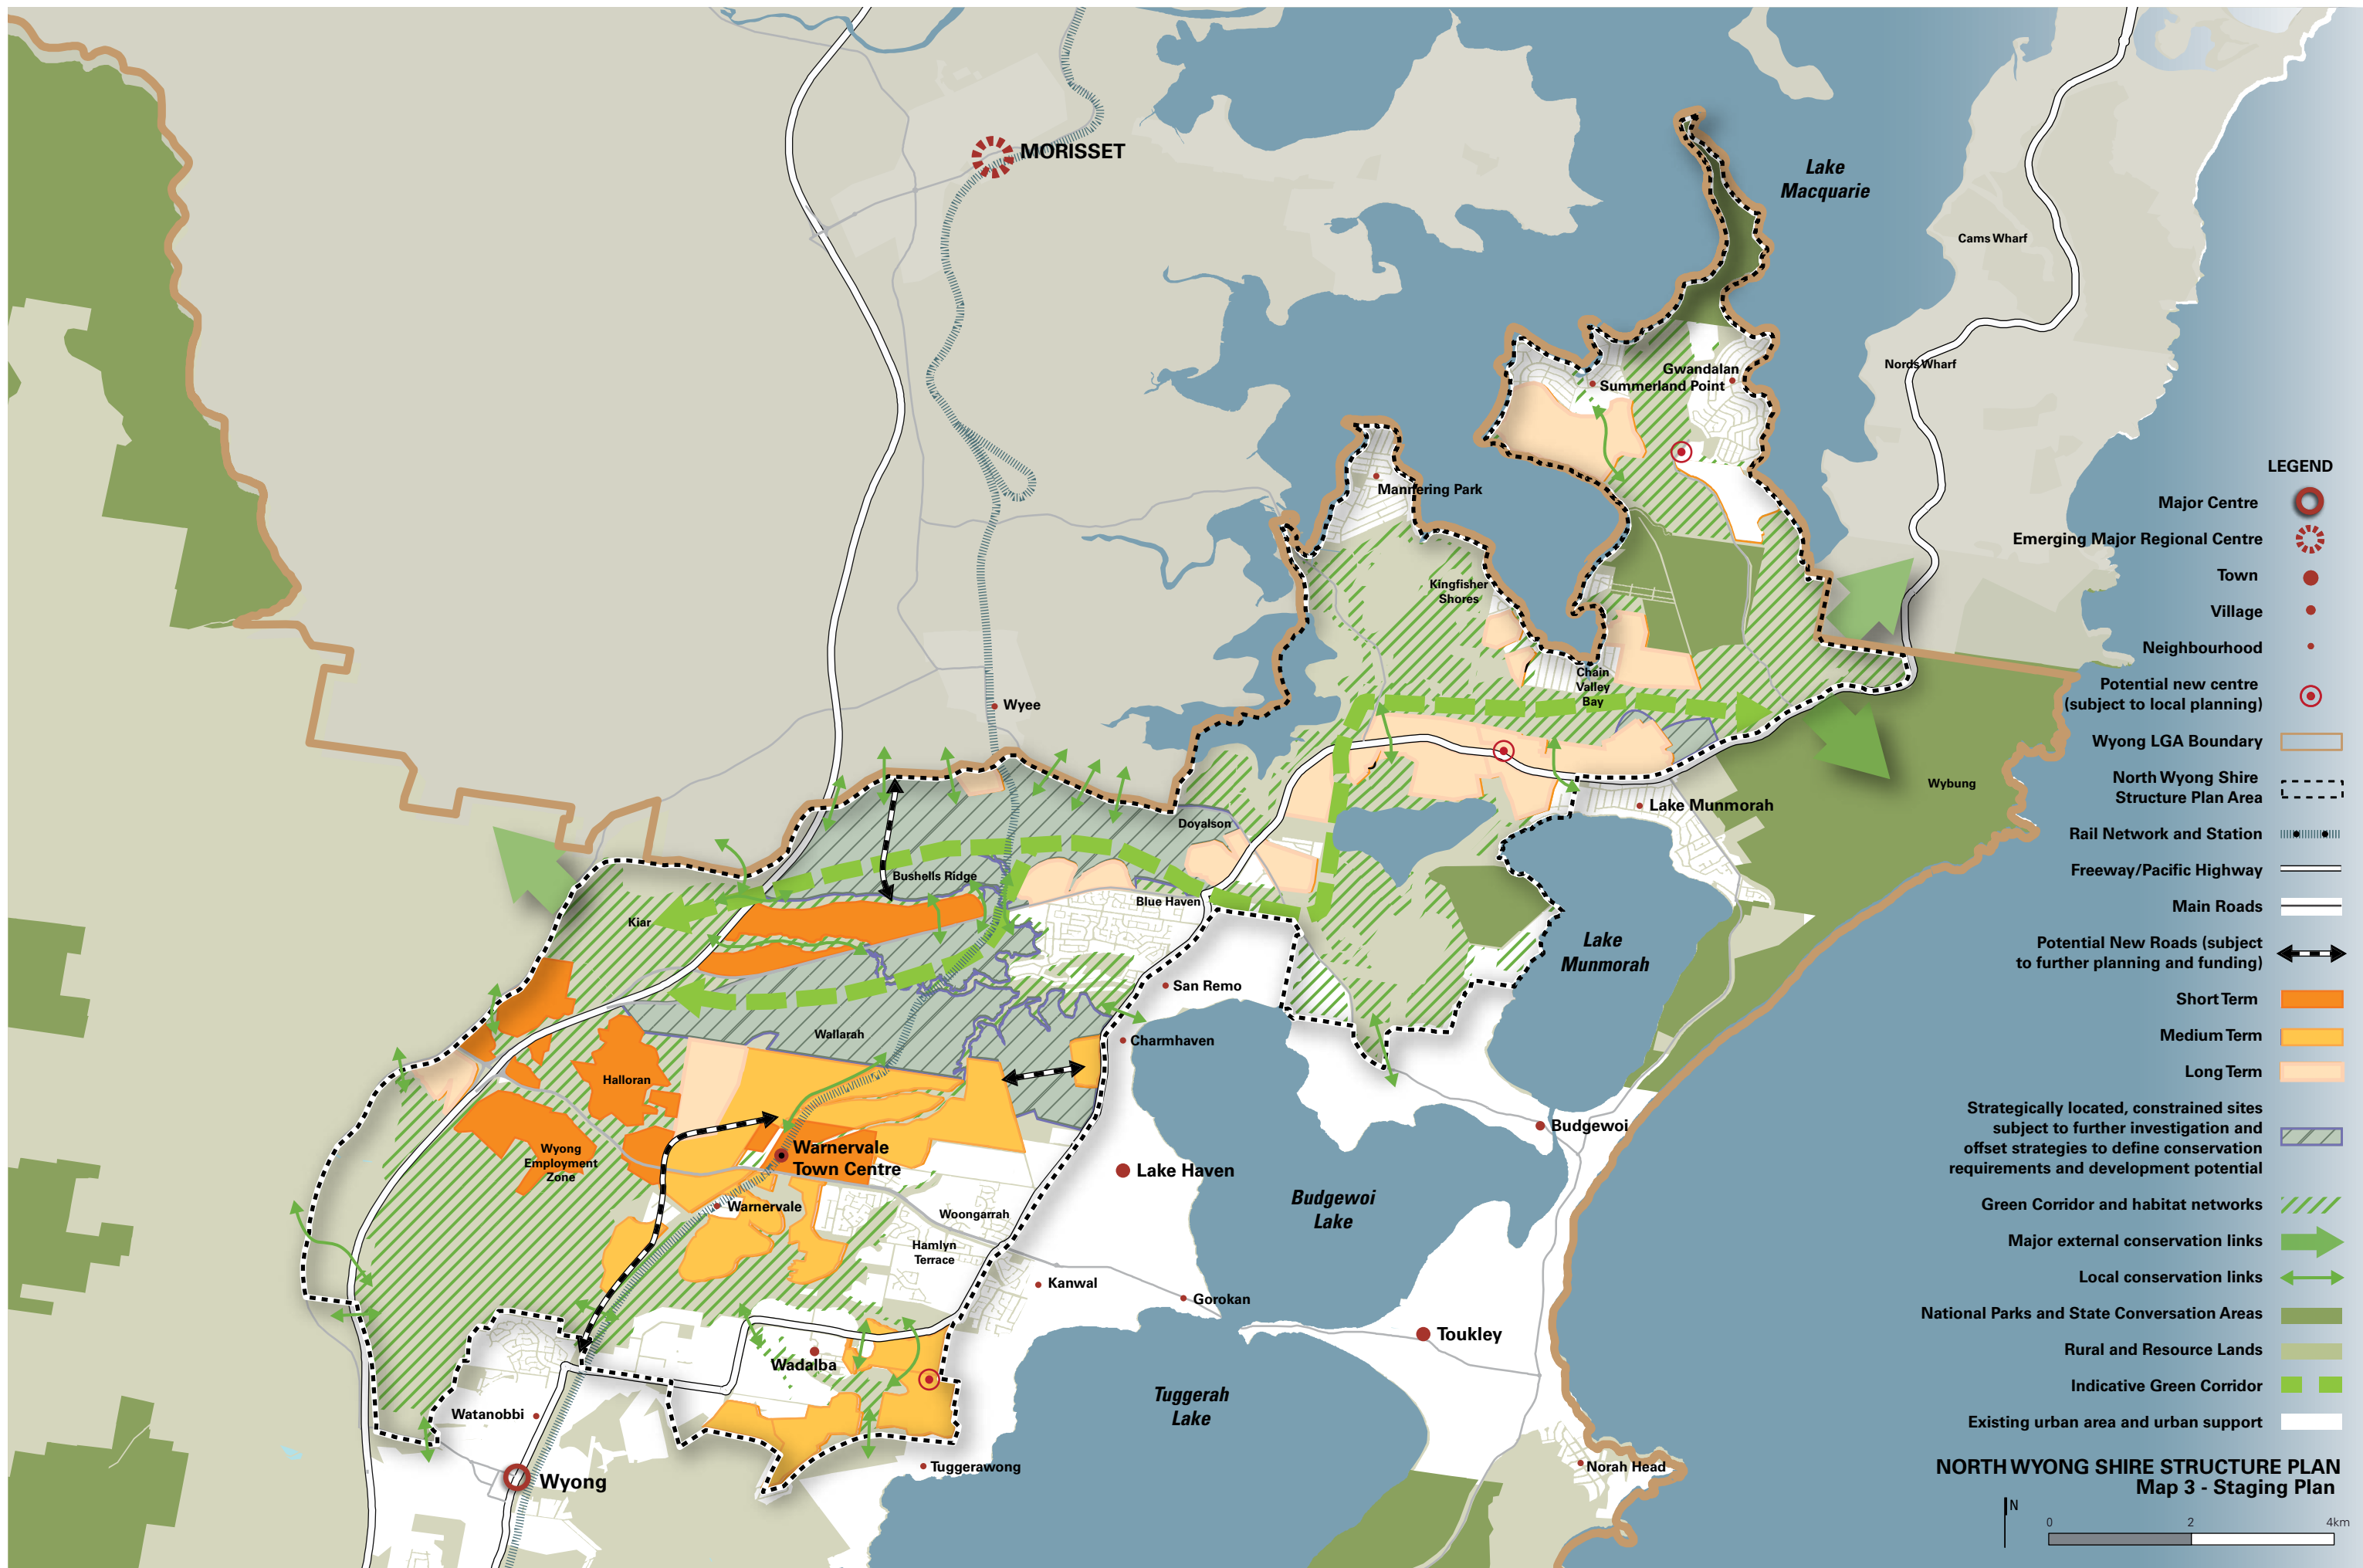 MORISSET
Lake
Macquarie
Cams Wharf
Nords Wharf
Gwandalan
Summerland Point
Mannering Park
Kingfisher
Shores
Chain
Valley
Bay
Wyee
Wybung
Lake Munmorah
Doyalson
Bushells Ridge
Blue Haven
Kiar
Lake
Munmorah
San Remo
Wallarah
Charmhaven
Halloran
Budgewoi
Wyong
Employment
Zone
Warnervale
Town Centre
Lake Haven
Budgewoi
Lake
Warnervale
Woongarrah
Hamlyn
Terrace
Kanwal
Gorokan
Toukley
Wadalba
Tuggerah
Lake
Watanobbi
Tuggerawong
Norah Head
Wyong
LEGEND
Major Centre
Emerging Major Regional Centre
Town
Village
Neighbourhood
Potential new centre
(subject to local planning)
Wyong LGA Boundary
North Wyong Shire
Structure Plan Area
Rail Network and Station
Freeway/Pacific Highway
Main Roads
Potential New Roads (subject
to further planning and funding)
Short Term
Medium Term
Long Term
Strategically located, constrained sites
subject to further investigation and
offset strategies to define conservation
requirements and development potential
Green Corridor and habitat networks
Major external conservation links
Local conservation links
National Parks and State Conversation Areas
Rural and Resource Lands
Indicative Green Corridor
Existing urban area and urban support
NORTH WYONG SHIRE STRUCTURE PLAN
Map 3 - Staging Plan
N
0 2 4km